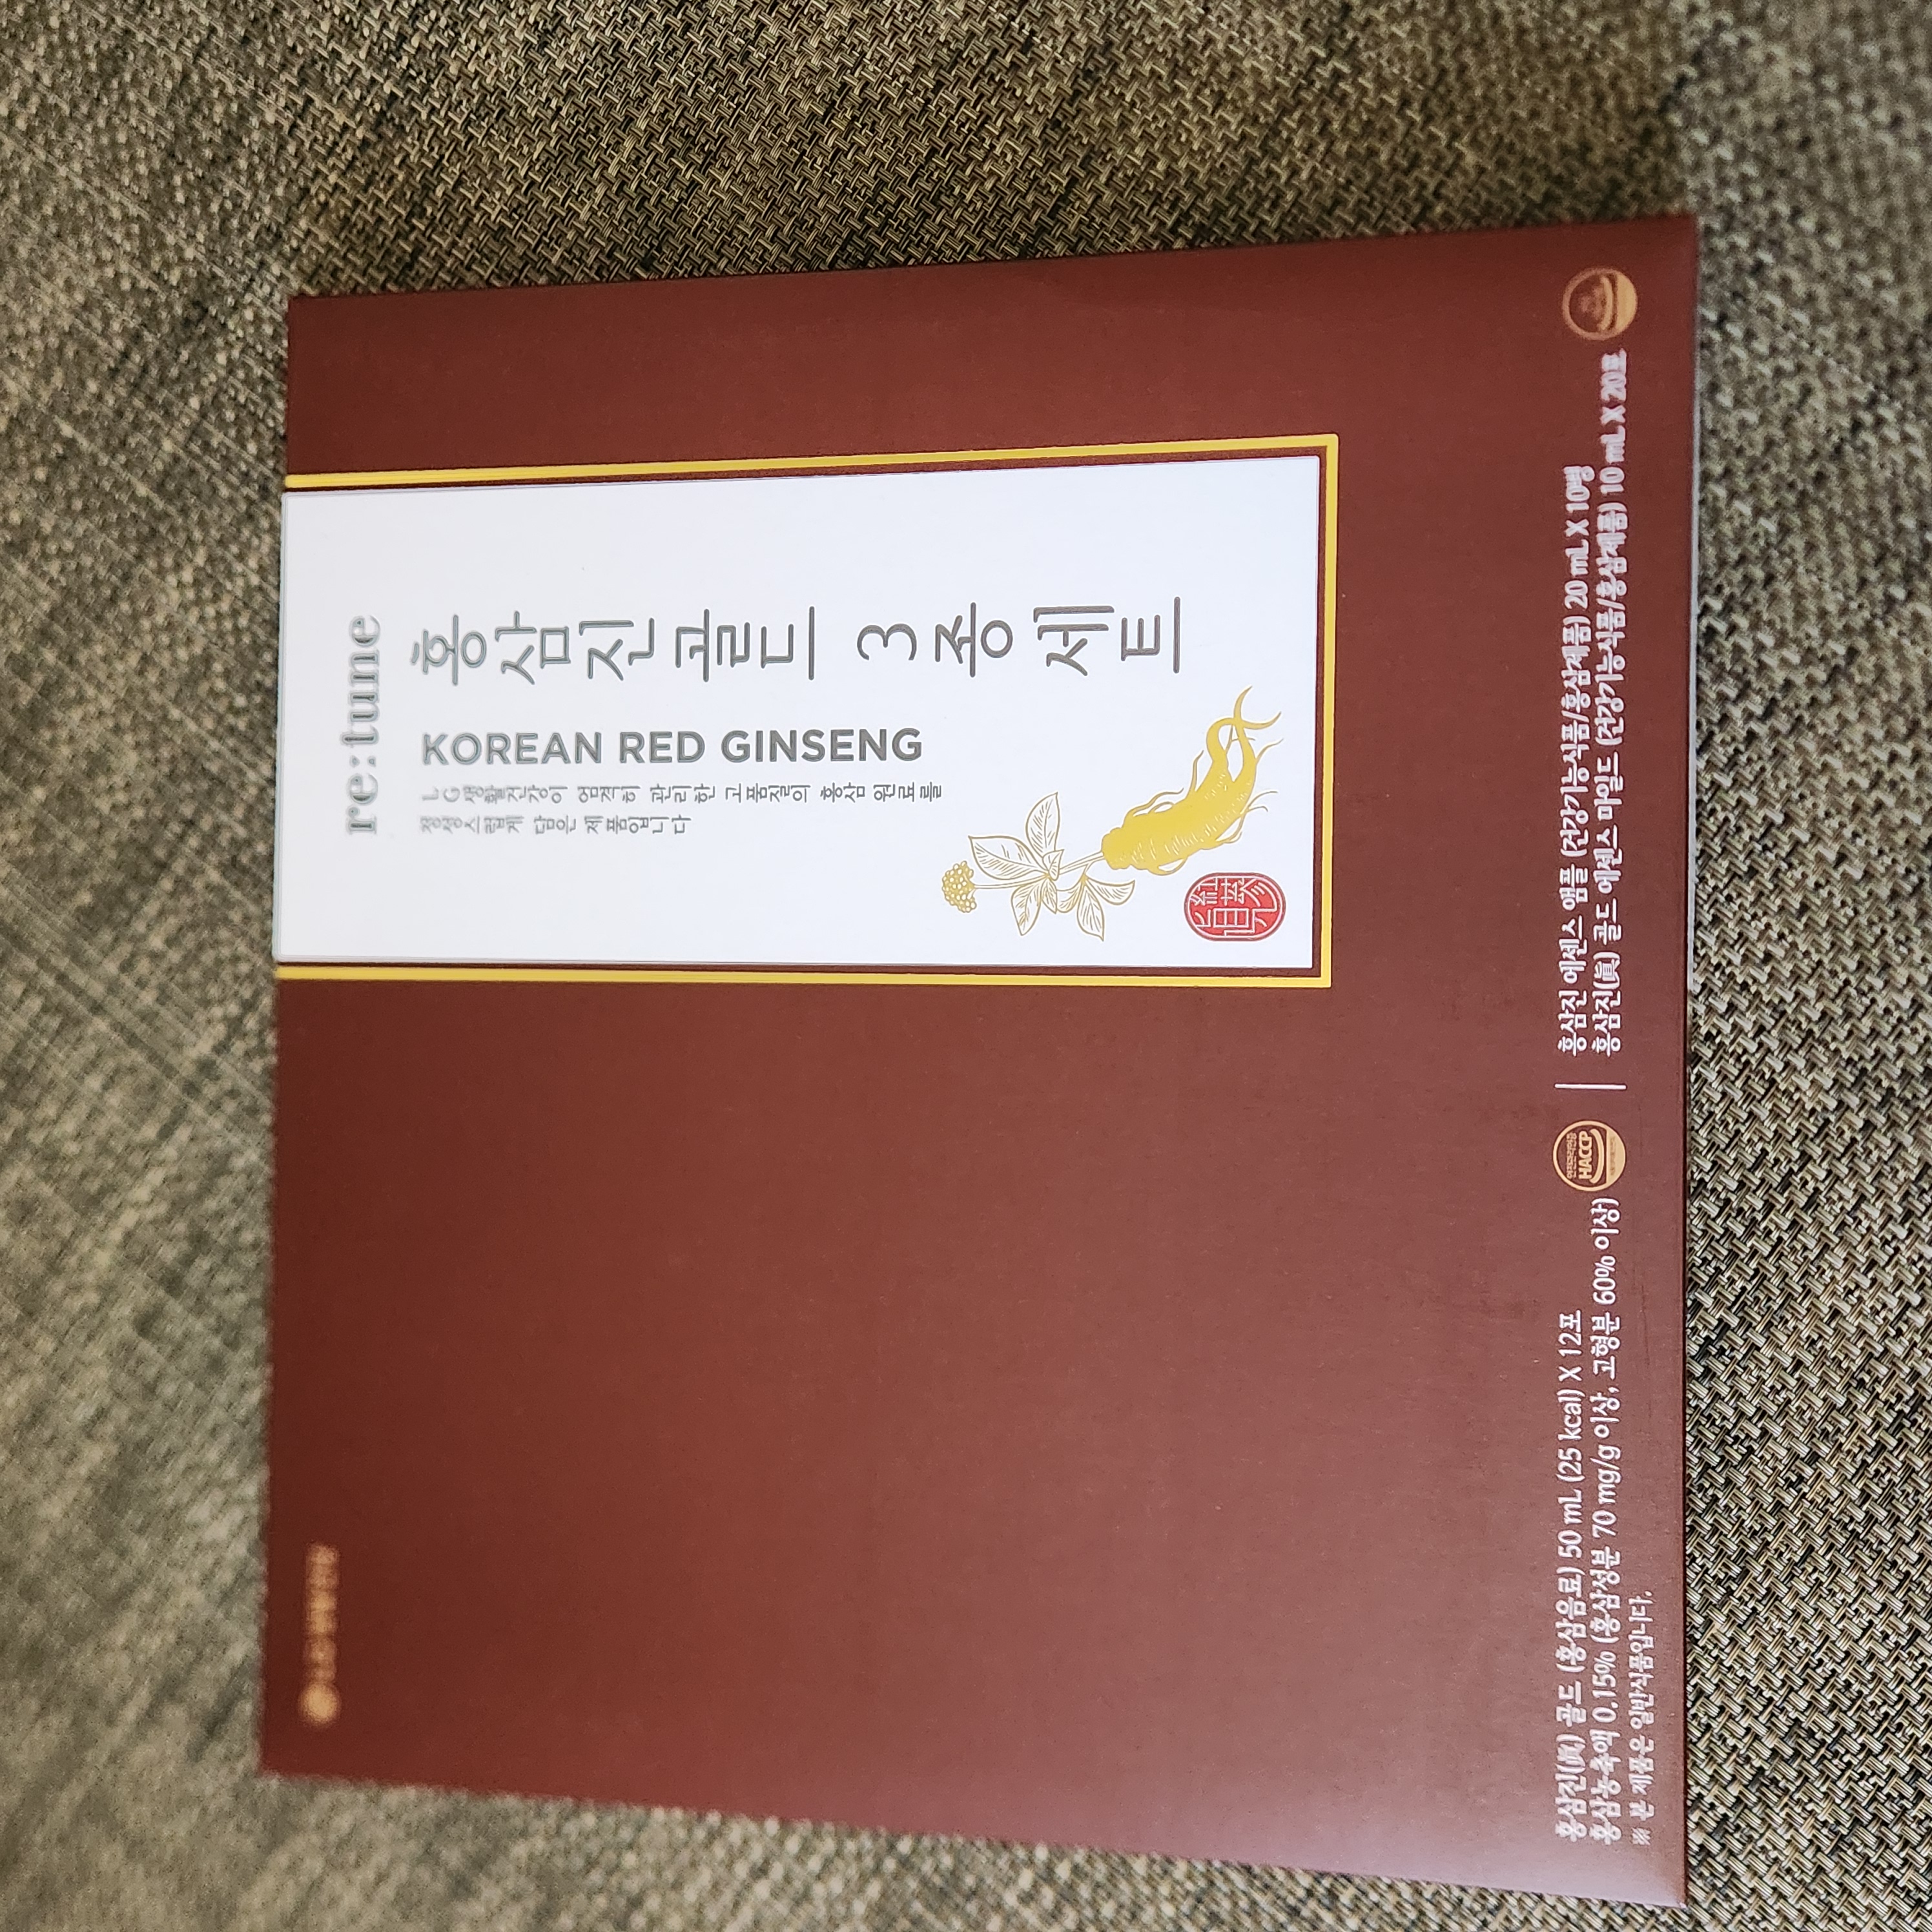 re:tune
홍삼진골드 3종세트
KOREAN RED GINSENG
LG생활건강이 엄격히 관리한 고품질의 홍삼 원료를
정성스럽게 담은 제품입니다
LG생활건강
홍삼진(眞) 골드 (홍삼음료) 50 mL (25 kcal) X 12포
홍삼농축액 0.15% (홍삼성분 70 mg/g 이상, 고형분 60% 이상)
※ 본 제품은 일반식품입니다.
HACCP
홍삼진 에센스 앰플 (건강기능식품/홍삼제품) 20 mL X 10병
홍삼진(眞) 골드 에센스 마일드 (건강기능식품/홍삼제품) 10 mL X 20포